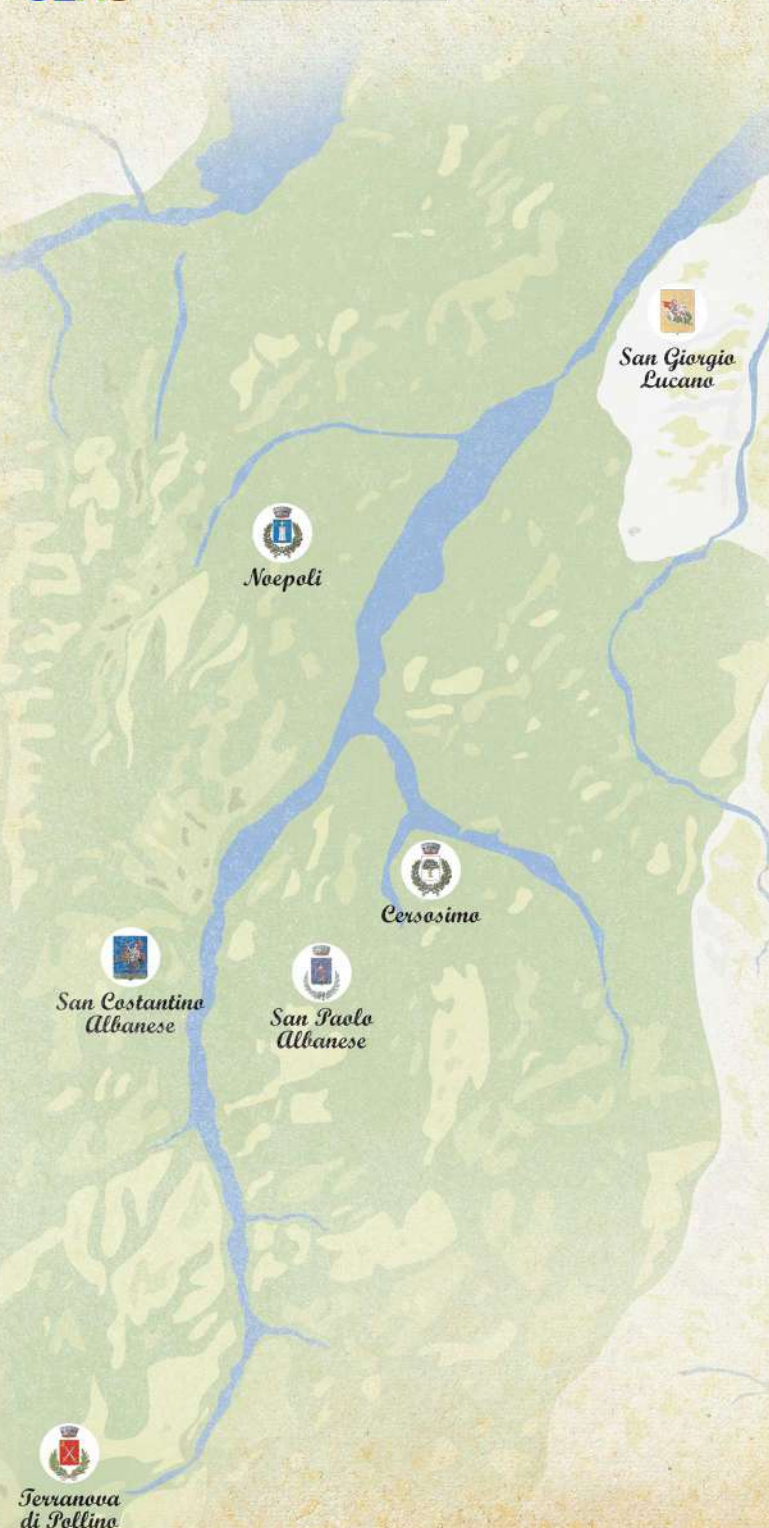 San Giorgio
Lucano
Noepoli
Cersosimo
San Costantino
Albanese
San Paolo
Albanese
Terranova
di Pollino